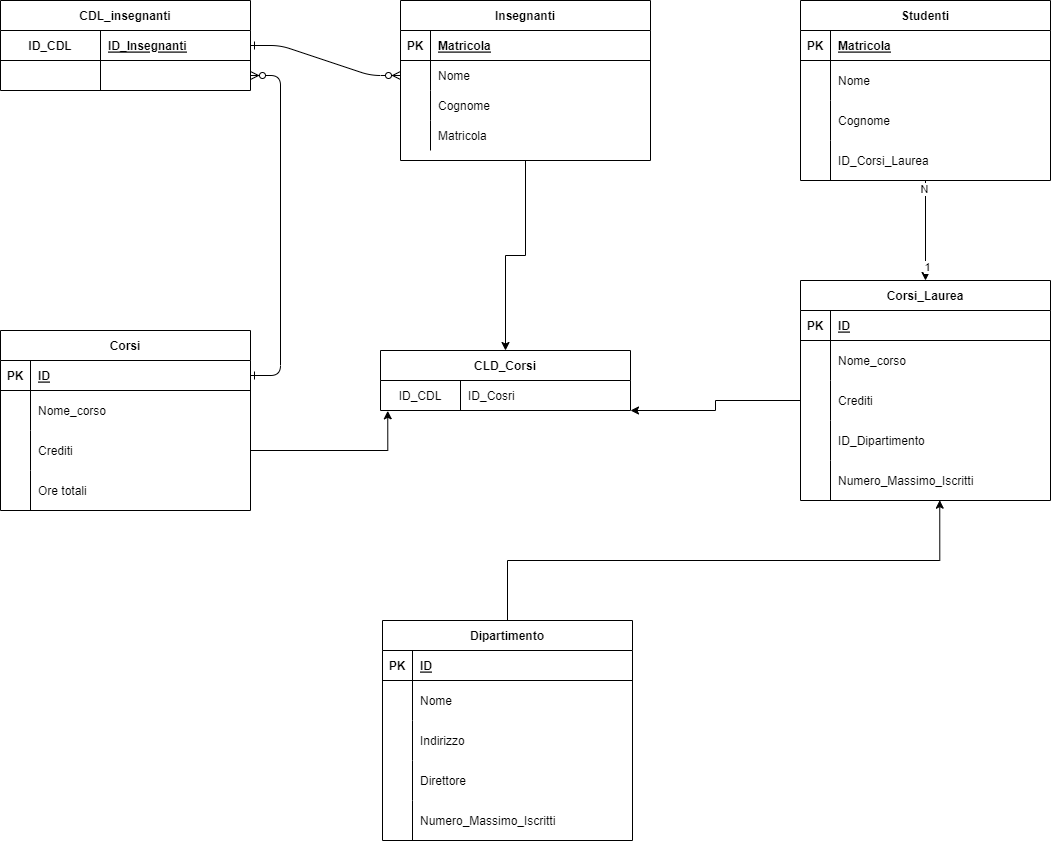 CDL_insegnanti
ID_CDL ID_Insegnanti
Insegnanti
PK Matricola
Nome
Cognome
Matricola
Studenti
PK Matricola
Nome
Cognome
ID_Corsi_Laurea
N
1
Corsi_Laurea
PK ID
Nome_corso
Crediti
ID_Dipartimento
Numero_Massimo_Iscritti
Corsi
PK ID
Nome_corso
Crediti
Ore totali
CLD_Corsi
ID_CDL ID_Cosri
Dipartimento
PK ID
Nome
Indirizzo
Direttore
Numero_Massimo_Iscritti